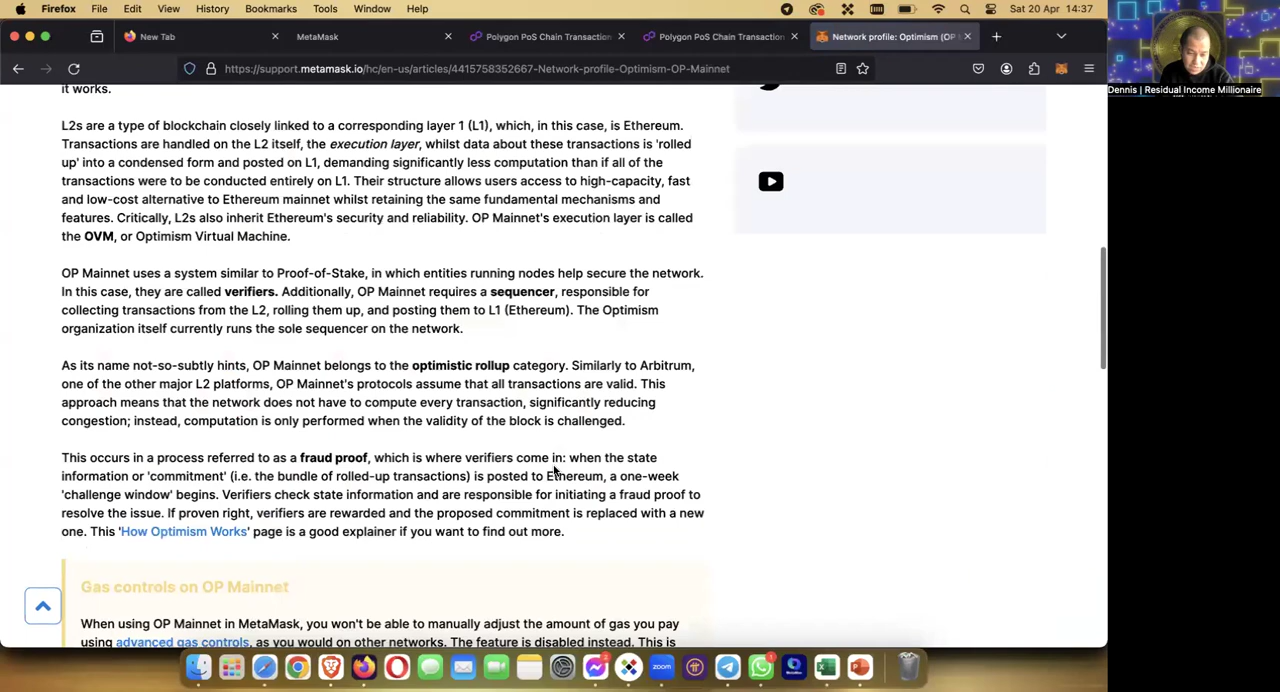 Firefox File Edit View History Bookmarks Tools Window Help Sat 20 Apr 14:37
New Tab MetaMask Polygon PoS Chain Transaction Polygon PoS Chain Transaction Network profile: Optimism (OP M
https://support.metamask.io/hc/en-us/articles/4415758352667-Network-profile-Optimism-OP-Mainnet
Dennis | Residual Income Millionaire
it works.
L2s are a type of blockchain closely linked to a corresponding layer 1 (L1), which, in this case, is Ethereum.
Transactions are handled on the L2 itself, the execution layer, whilst data about these transactions is 'rolled
up' into a condensed form and posted on L1, demanding significantly less computation than if all of the
transactions were to be conducted entirely on L1. Their structure allows users access to high-capacity, fast
and low-cost alternative to Ethereum mainnet whilst retaining the same fundamental mechanisms and
features. Critically, L2s also inherit Ethereum's security and reliability. OP Mainnet's execution layer is called
the OVM, or Optimism Virtual Machine.
OP Mainnet uses a system similar to Proof-of-Stake, in which entities running nodes help secure the network.
In this case, they are called verifiers. Additionally, OP Mainnet requires a sequencer, responsible for
collecting transactions from the L2, rolling them up, and posting them to L1 (Ethereum). The Optimism
organization itself currently runs the sole sequencer on the network.
As its name not-so-subtly hints, OP Mainnet belongs to the optimistic rollup category. Similarly to Arbitrum,
one of the other major L2 platforms, OP Mainnet's protocols assume that all transactions are valid. This
approach means that the network does not have to compute every transaction, significantly reducing
congestion; instead, computation is only performed when the validity of the block is challenged.
This occurs in a process referred to as a fraud proof, which is where verifiers come in: when the state
information or 'commitment' (i.e. the bundle of rolled-up transactions) is posted to Ethereum, a one-week
'challenge window' begins. Verifiers check state information and are responsible for initiating a fraud proof to
resolve the issue. If proven right, verifiers are rewarded and the proposed commitment is replaced with a new
one. This 'How Optimism Works' page is a good explainer if you want to find out more.
Gas controls on OP Mainnet
When using OP Mainnet in MetaMask, you won't be able to manually adjust the amount of gas you pay
using advanced gas controls, as you would on other networks. The feature is disabled instead. This is
zoom